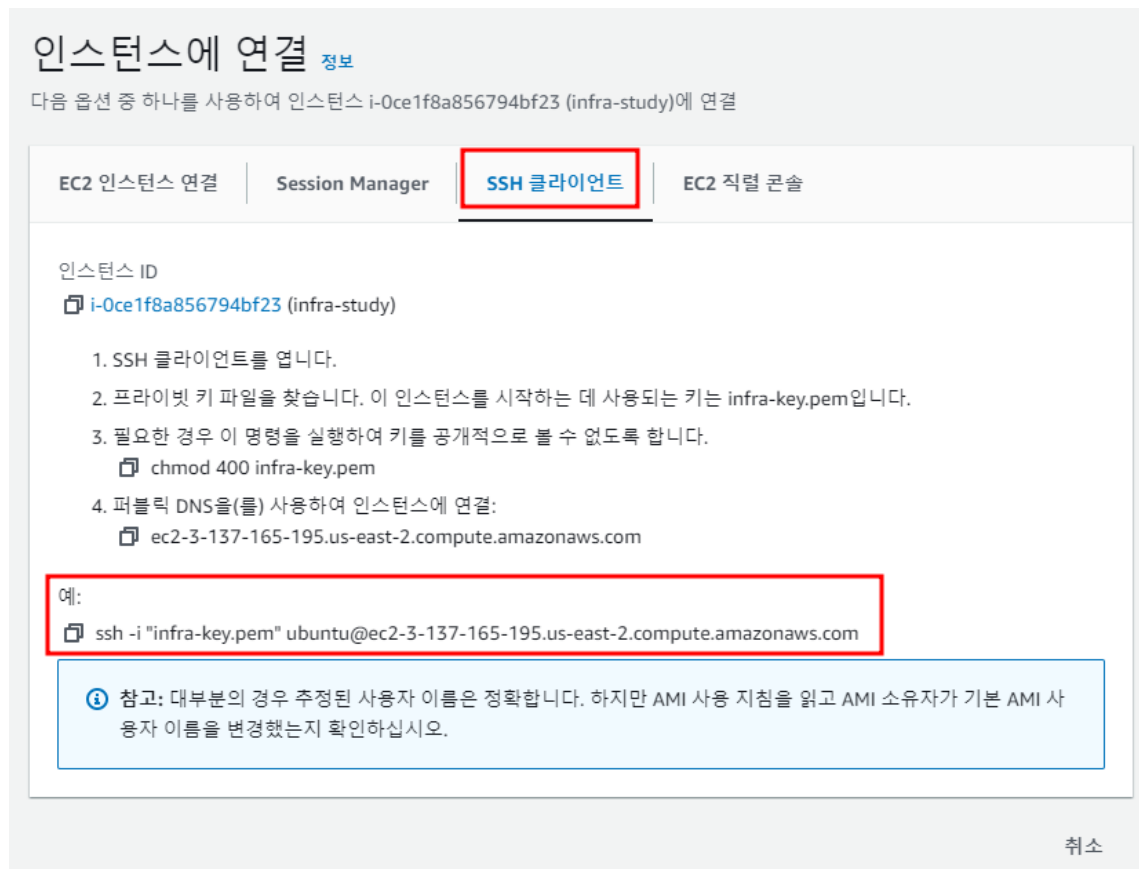 인스턴스에 연결 정보
다음 옵션 중 하나를 사용하여 인스턴스 i-0ce1f8a856794bf23 (infra-study)에 연결
EC2 인스턴스 연결
Session Manager
SSH 클라이언트
EC2 직렬 콘솔
인스턴스 ID
i-0ce1f8a856794bf23 (infra-study)
1. SSH 클라이언트를 엽니다.
2. 프라이빗 키 파일을 찾습니다. 이 인스턴스를 시작하는 데 사용되는 키는 infra-key.pem입니다.
3. 필요한 경우 이 명령을 실행하여 키를 공개적으로 볼 수 없도록 합니다.
chmod 400 infra-key.pem
4. 퍼블릭 DNS을(를) 사용하여 인스턴스에 연결:
ec2-3-137-165-195.us-east-2.compute.amazonaws.com
예:
ssh -i "infra-key.pem" ubuntu@ec2-3-137-165-195.us-east-2.compute.amazonaws.com
참고: 대부분의 경우 추정된 사용자 이름은 정확합니다. 하지만 AMI 사용 지침을 읽고 AMI 소유자가 기본 AMI 사
용자 이름을 변경했는지 확인하십시오.
취소